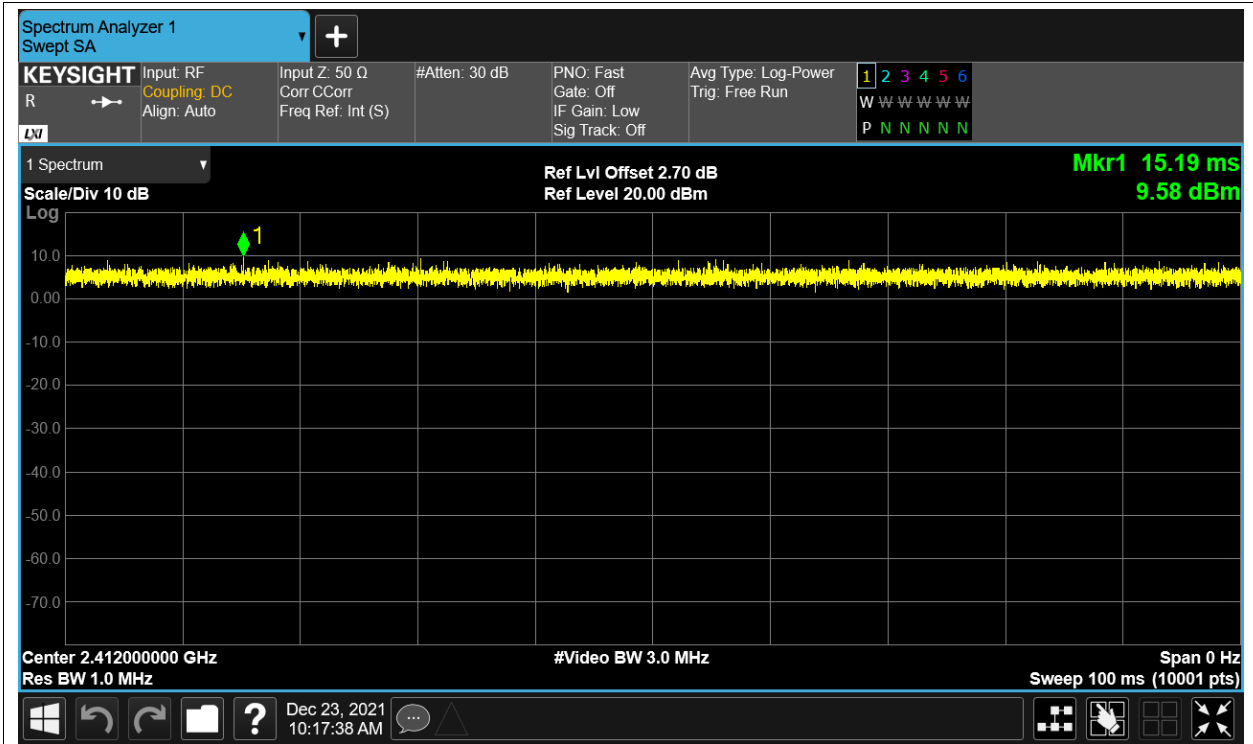 Spectrum Analyzer 1
Swept SA
KEYSIGHT
R
LXI
Input: RF
Coupling: DC
Align: Auto
Input Z: 50 Ω
Corr CCorr
Freq Ref: Int (S)
#Atten: 30 dB
PNO: Fast
Gate: Off
IF Gain: Low
Sig Track: Off
Avg Type: Log-Power
Trig: Free Run
1 2 3 4 5 6
W W W W W W
P N N N N N
1 Spectrum
Scale/Div 10 dB
Ref Lvl Offset 2.70 dB
Ref Level 20.00 dBm
Mkr1 15.19 ms
9.58 dBm
Log
1
10.0
0.00
-10.0
-20.0
-30.0
-40.0
-50.0
-60.0
-70.0
Center 2.412000000 GHz
#Video BW 3.0 MHz
Span 0 Hz
Res BW 1.0 MHz
Sweep 100 ms (10001 pts)
?
Dec 23, 2021
10:17:38 AM